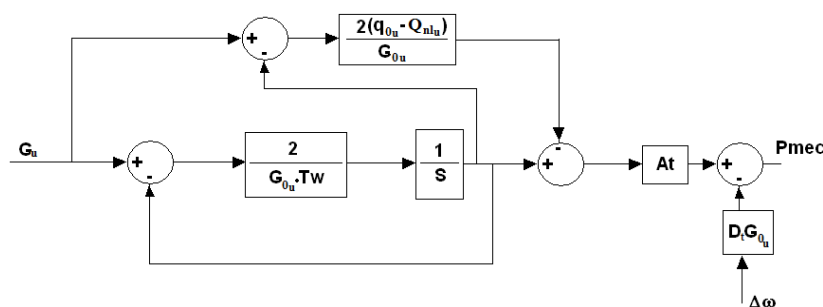 2(q0u-Qnlu)
G0u
+
-
Gu
+
-
2
G0u.Tw
1
S
-
+
At
+
-
Pmec
DtG0u
Δω